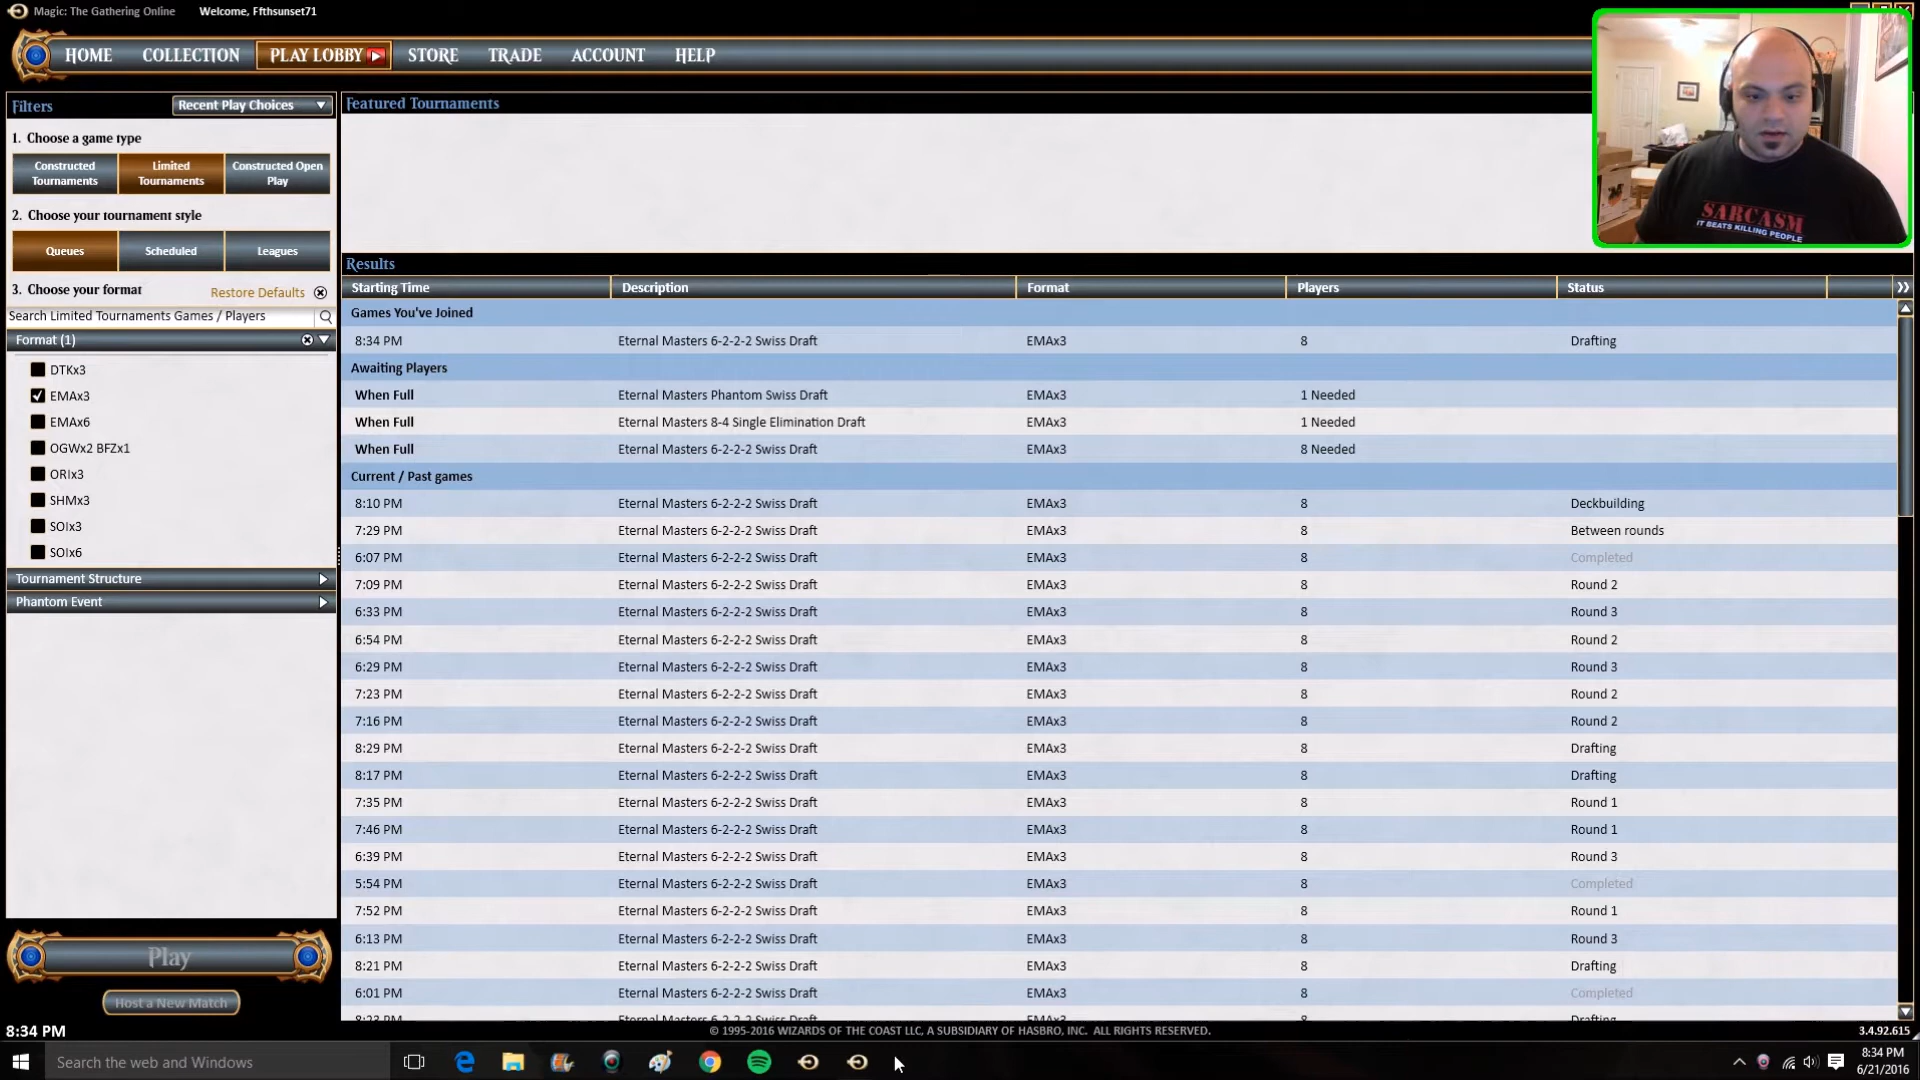 Magic: The Gathering Online Welcome, Ffthsunset71
HOME COLLECTION PLAY LOBBY STORE TRADE ACCOUNT HELP
Filters Recent Play Choices
1. Choose a game type
Constructed Tournaments Limited Tournaments Constructed Open Play
2. Choose your tournament style
Queues Scheduled Leagues
3. Choose your format Restore Defaults
Search Limited Tournaments Games / Players
Format (1)
DTKx3
EMAx3
EMAx6
OGWx2 BFZx1
ORIx3
SHMx3
SOIx3
SOIx6
Tournament Structure
Phantom Event
Play
Host a New Match
8:34 PM
Featured Tournaments
SARCASM
IT BEATS KILLING PEOPLE
Results
Starting Time Description Format Players Status
Games You've Joined
8:34 PM Eternal Masters 6-2-2-2 Swiss Draft EMAx3 8 Drafting
Awaiting Players
When Full Eternal Masters Phantom Swiss Draft EMAx3 1 Needed
When Full Eternal Masters 8-4 Single Elimination Draft EMAx3 1 Needed
When Full Eternal Masters 6-2-2-2 Swiss Draft EMAx3 8 Needed
Current / Past games
8:10 PM Eternal Masters 6-2-2-2 Swiss Draft EMAx3 8 Deckbuilding
7:29 PM Eternal Masters 6-2-2-2 Swiss Draft EMAx3 8 Between rounds
6:07 PM Eternal Masters 6-2-2-2 Swiss Draft EMAx3 8 Completed
7:09 PM Eternal Masters 6-2-2-2 Swiss Draft EMAx3 8 Round 2
6:33 PM Eternal Masters 6-2-2-2 Swiss Draft EMAx3 8 Round 3
6:54 PM Eternal Masters 6-2-2-2 Swiss Draft EMAx3 8 Round 2
6:29 PM Eternal Masters 6-2-2-2 Swiss Draft EMAx3 8 Round 3
7:23 PM Eternal Masters 6-2-2-2 Swiss Draft EMAx3 8 Round 2
7:16 PM Eternal Masters 6-2-2-2 Swiss Draft EMAx3 8 Round 2
8:29 PM Eternal Masters 6-2-2-2 Swiss Draft EMAx3 8 Drafting
8:17 PM Eternal Masters 6-2-2-2 Swiss Draft EMAx3 8 Drafting
7:35 PM Eternal Masters 6-2-2-2 Swiss Draft EMAx3 8 Round 1
7:46 PM Eternal Masters 6-2-2-2 Swiss Draft EMAx3 8 Round 1
6:39 PM Eternal Masters 6-2-2-2 Swiss Draft EMAx3 8 Round 3
5:54 PM Eternal Masters 6-2-2-2 Swiss Draft EMAx3 8 Completed
7:52 PM Eternal Masters 6-2-2-2 Swiss Draft EMAx3 8 Round 1
6:13 PM Eternal Masters 6-2-2-2 Swiss Draft EMAx3 8 Round 3
8:21 PM Eternal Masters 6-2-2-2 Swiss Draft EMAx3 8 Drafting
6:01 PM Eternal Masters 6-2-2-2 Swiss Draft EMAx3 8 Completed
8:23 PM Eternal Masters 6-2-2-2 Swiss Draft EMAx3 8 Drafting
© 1995-2016 WIZARDS OF THE COAST LLC, A SUBSIDIARY OF HASBRO, INC. ALL RIGHTS RESERVED. 3.4.92.615
Search the web and Windows
8:34 PM
6/21/2016